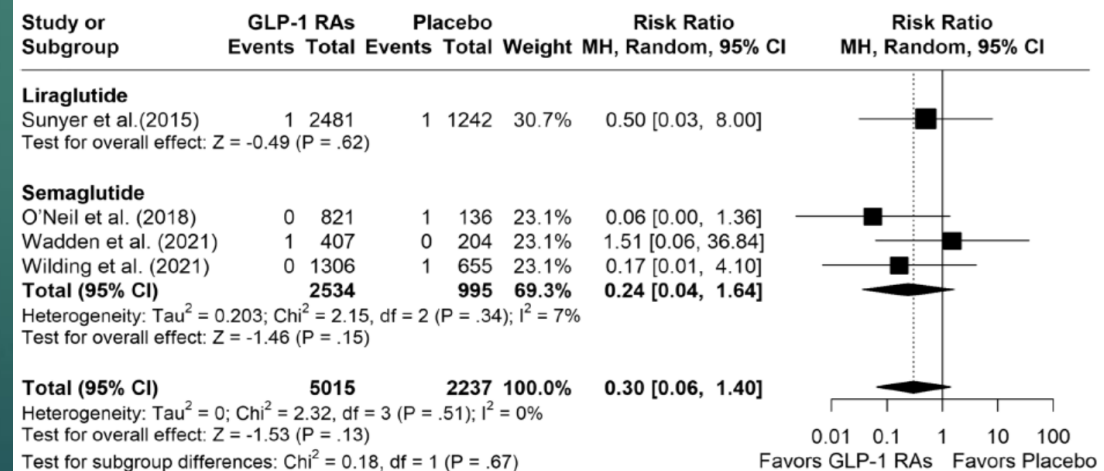 Study or GLP-1 RAs Placebo Risk Ratio Risk Ratio
Subgroup Events Total Events Total Weight MH, Random, 95% CI MH, Random, 95% CI
Liraglutide
Sunyer et al.(2015) 1 2481 1 1242 30.7% 0.50 [0.03, 8.00]
Test for overall effect: Z = -0.49 (P = .62)
Semaglutide
O'Neil et al. (2018) 0 821 1 136 23.1% 0.06 [0.00, 1.36]
Wadden et al. (2021) 1 407 0 204 23.1% 1.51 [0.06, 36.84]
Wilding et al. (2021) 0 1306 1 655 23.1% 0.17 [0.01, 4.10]
Total (95% CI) 2534 995 69.3% 0.24 [0.04, 1.64]
Heterogeneity: Tau² = 0.203; Chi² = 2.15, df = 2 (P = .34); I² = 7%
Test for overall effect: Z = -1.46 (P = .15)
Total (95% CI) 5015 2237 100.0% 0.30 [0.06, 1.40]
Heterogeneity: Tau² = 0; Chi² = 2.32, df = 3 (P = .51); I² = 0%
Test for overall effect: Z = -1.53 (P = .13)
Test for subgroup differences: Chi² = 0.18, df = 1 (P = .67)
0.01 0.1 1 10 100
Favors GLP-1 RAs Favors Placebo